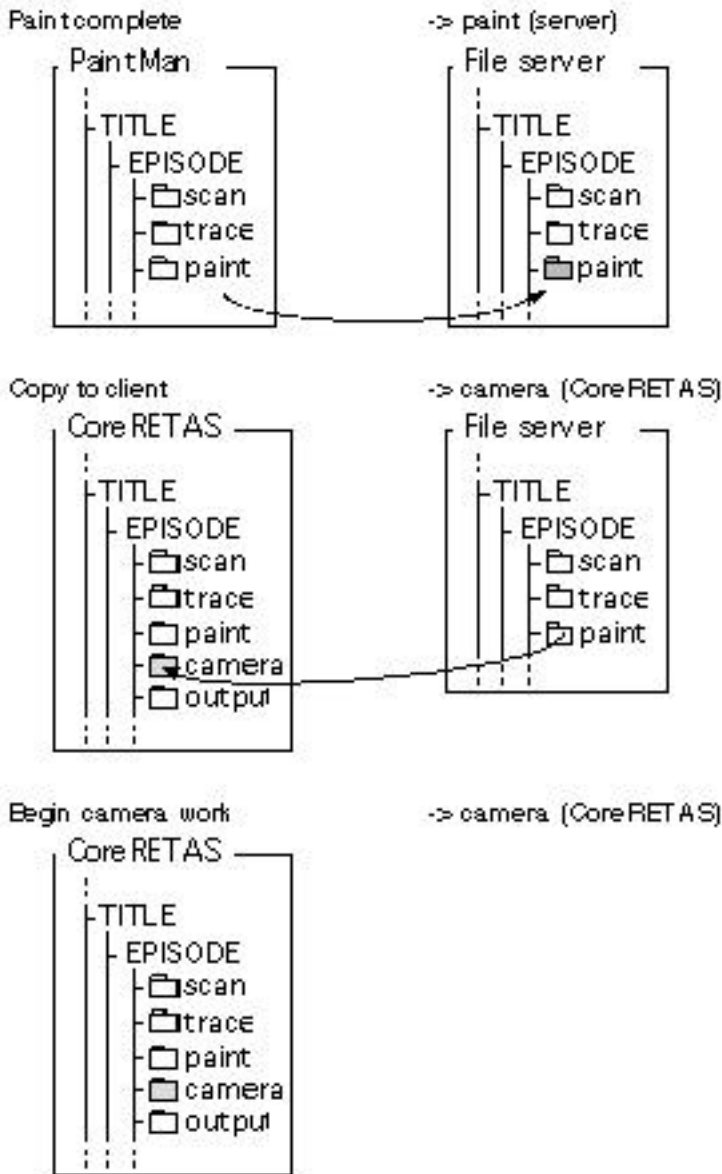 Paint complete -> paint (server)
PaintMan File server
TITLE TITLE
EPISODE EPISODE
scan scan
trace trace
paint paint
Copy to client -> camera (CoreRETAS)
CoreRETAS File server
TITLE TITLE
EPISODE EPISODE
scan scan
trace trace
paint paint
camera
output
Begin camera work -> camera (CoreRETAS)
CoreRETAS
TITLE
EPISODE
scan
trace
paint
camera
output